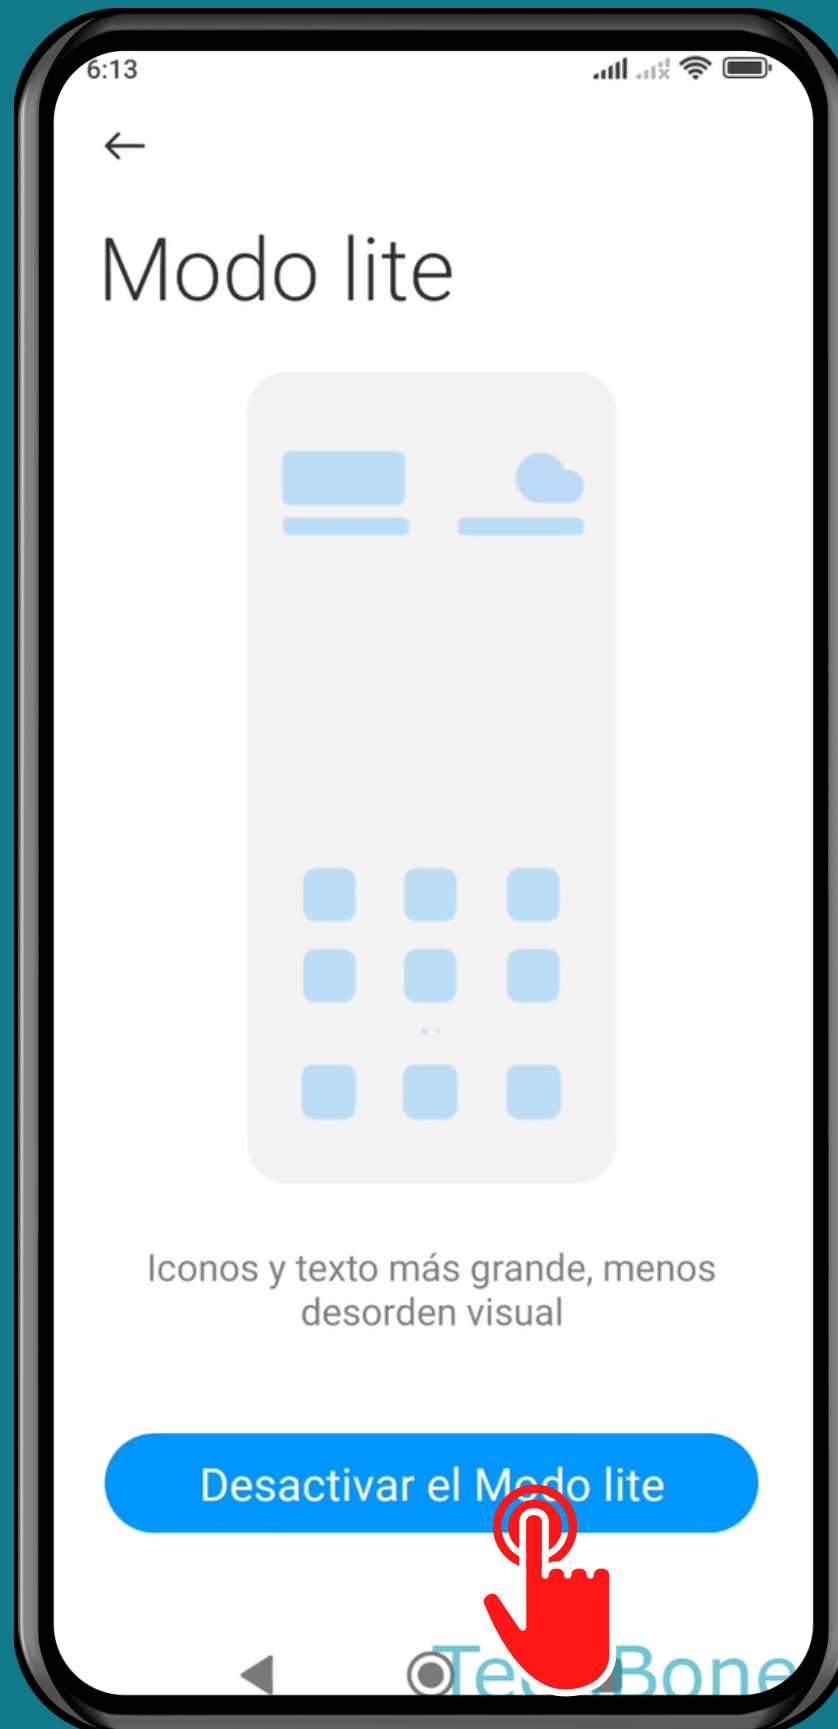 6:13
Modo lite
Iconos y texto más grande, menos
desorden visual
Desactivar el Modo lite